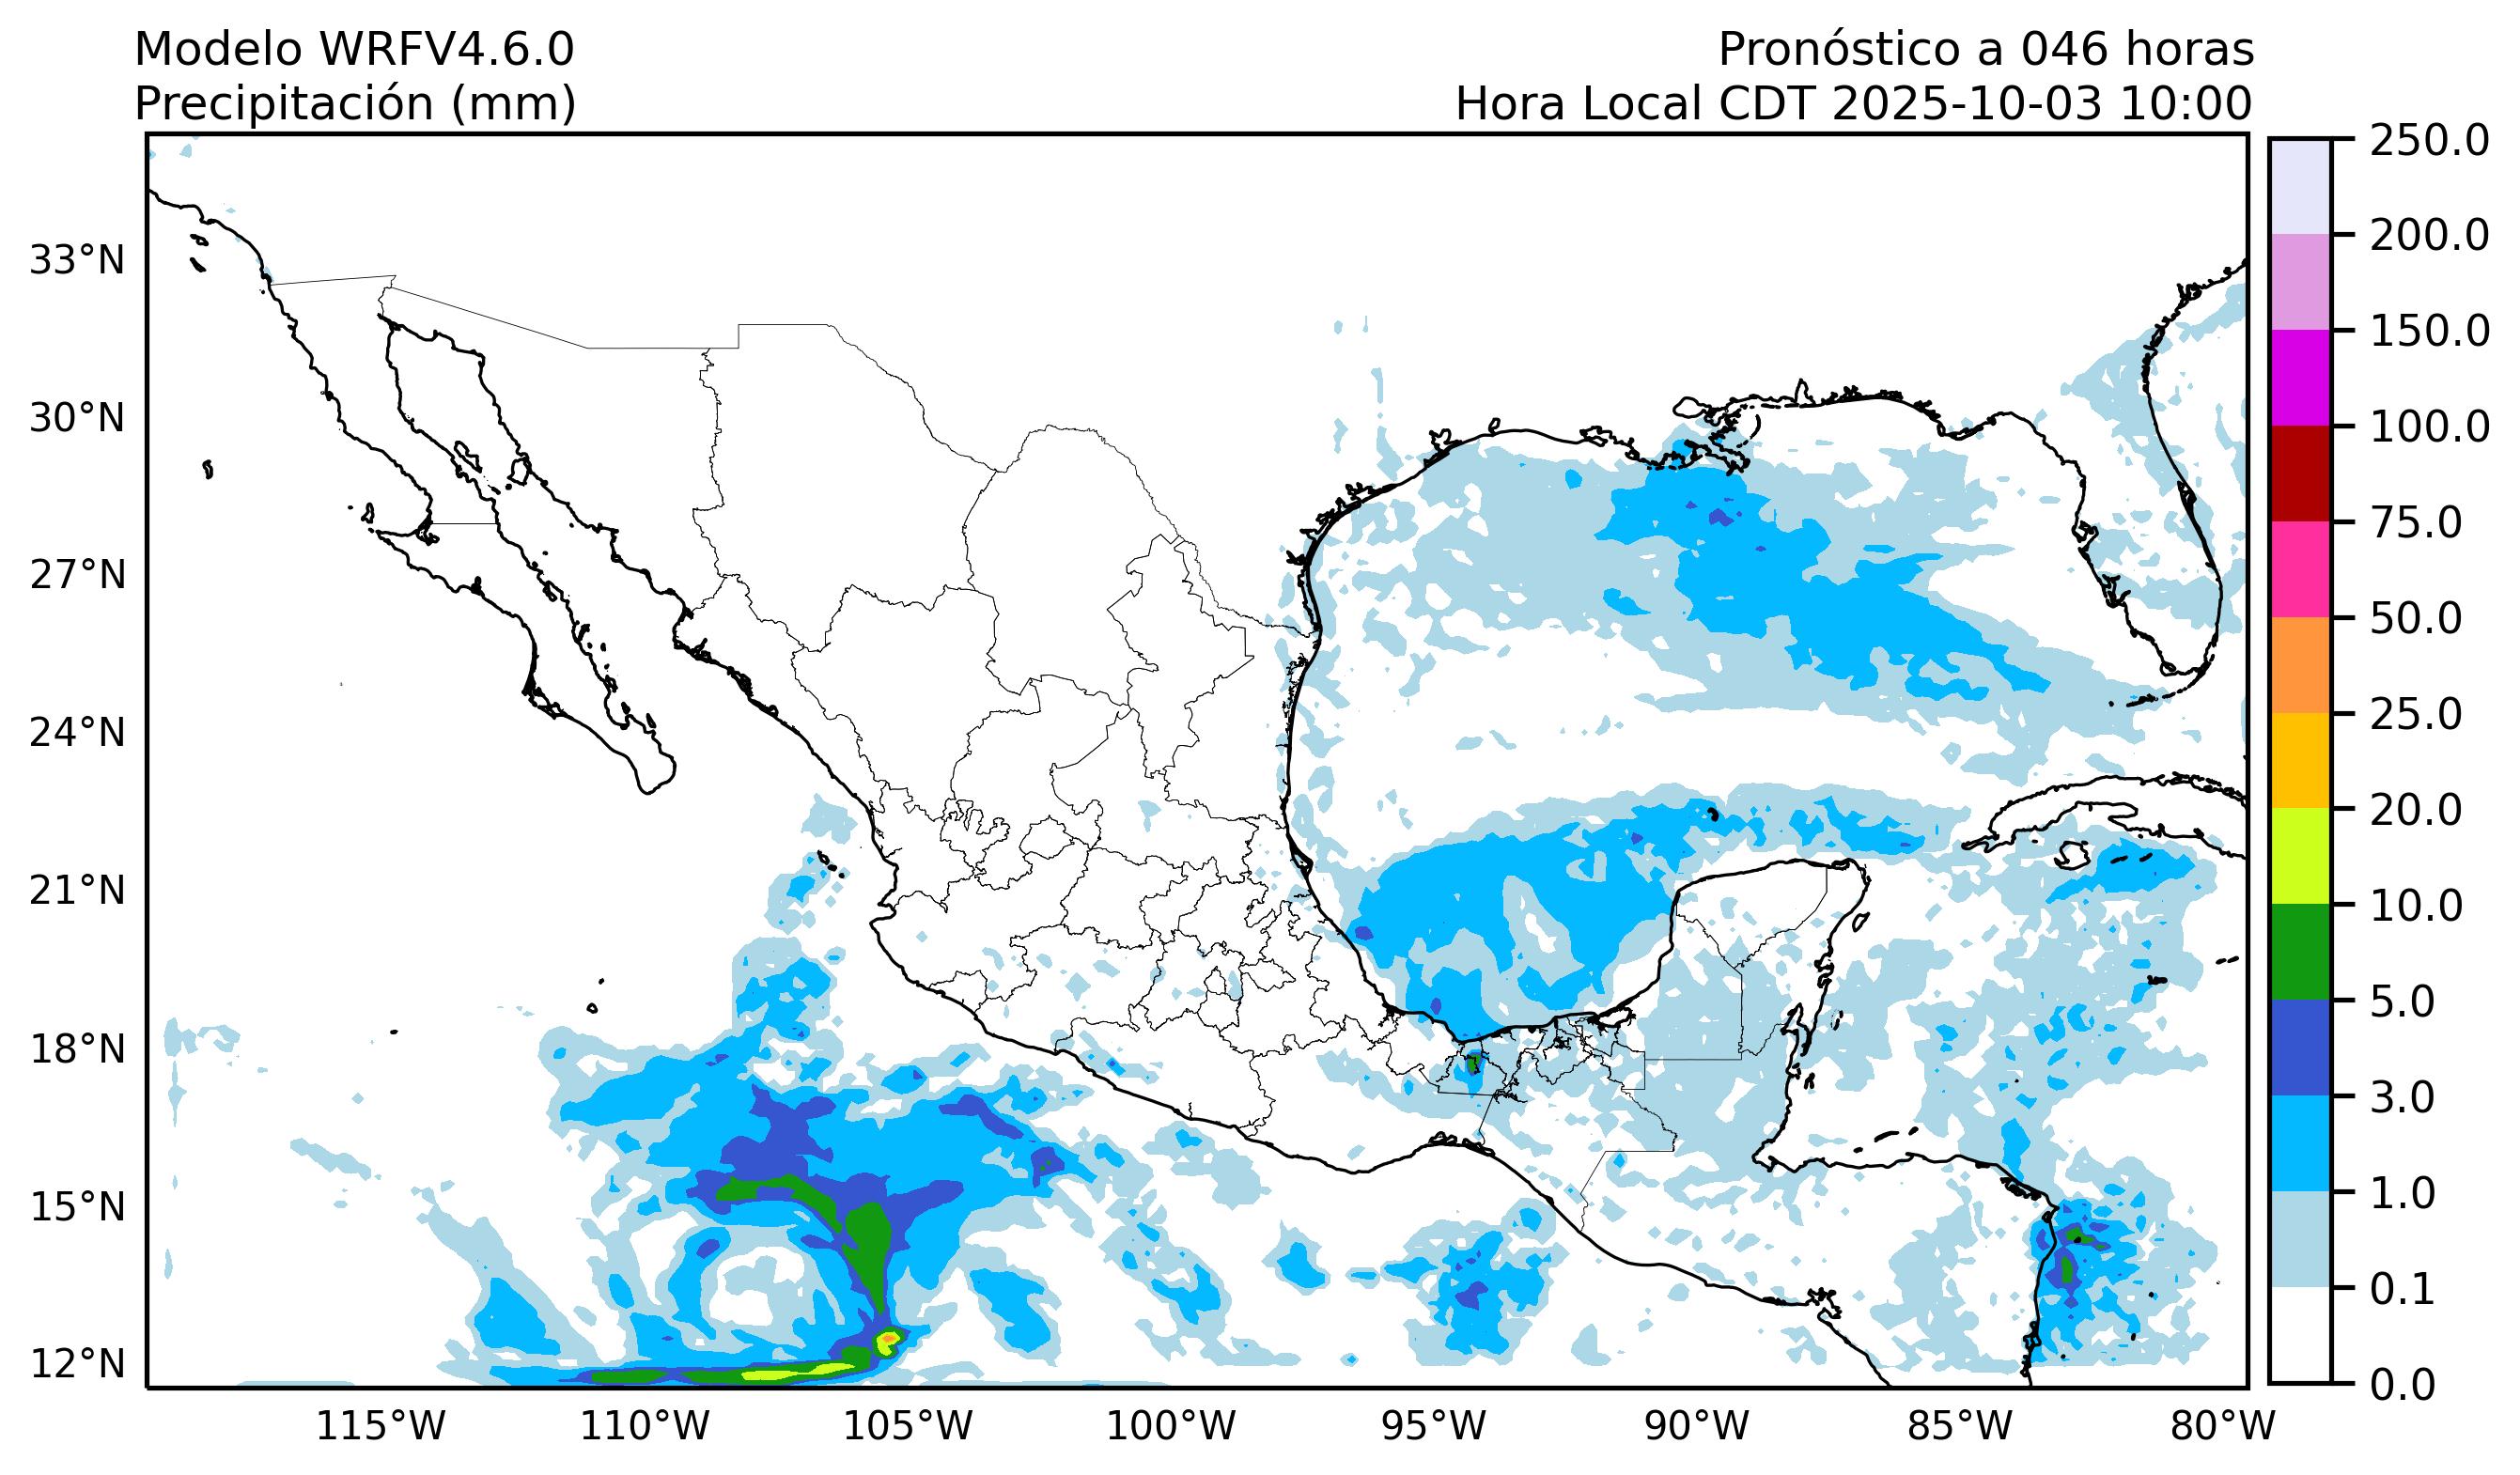 Modelo WRFV4.6.0
Precipitación (mm)
Pronóstico a 046 horas
Hora Local CDT 2025-10-03 10:00
33°N
30°N
27°N
24°N
21°N
18°N
15°N
12°N
115°W
110°W
105°W
100°W
95°W
90°W
85°W
80°W
250.0
200.0
150.0
100.0
75.0
50.0
25.0
20.0
10.0
5.0
3.0
1.0
0.1
0.0